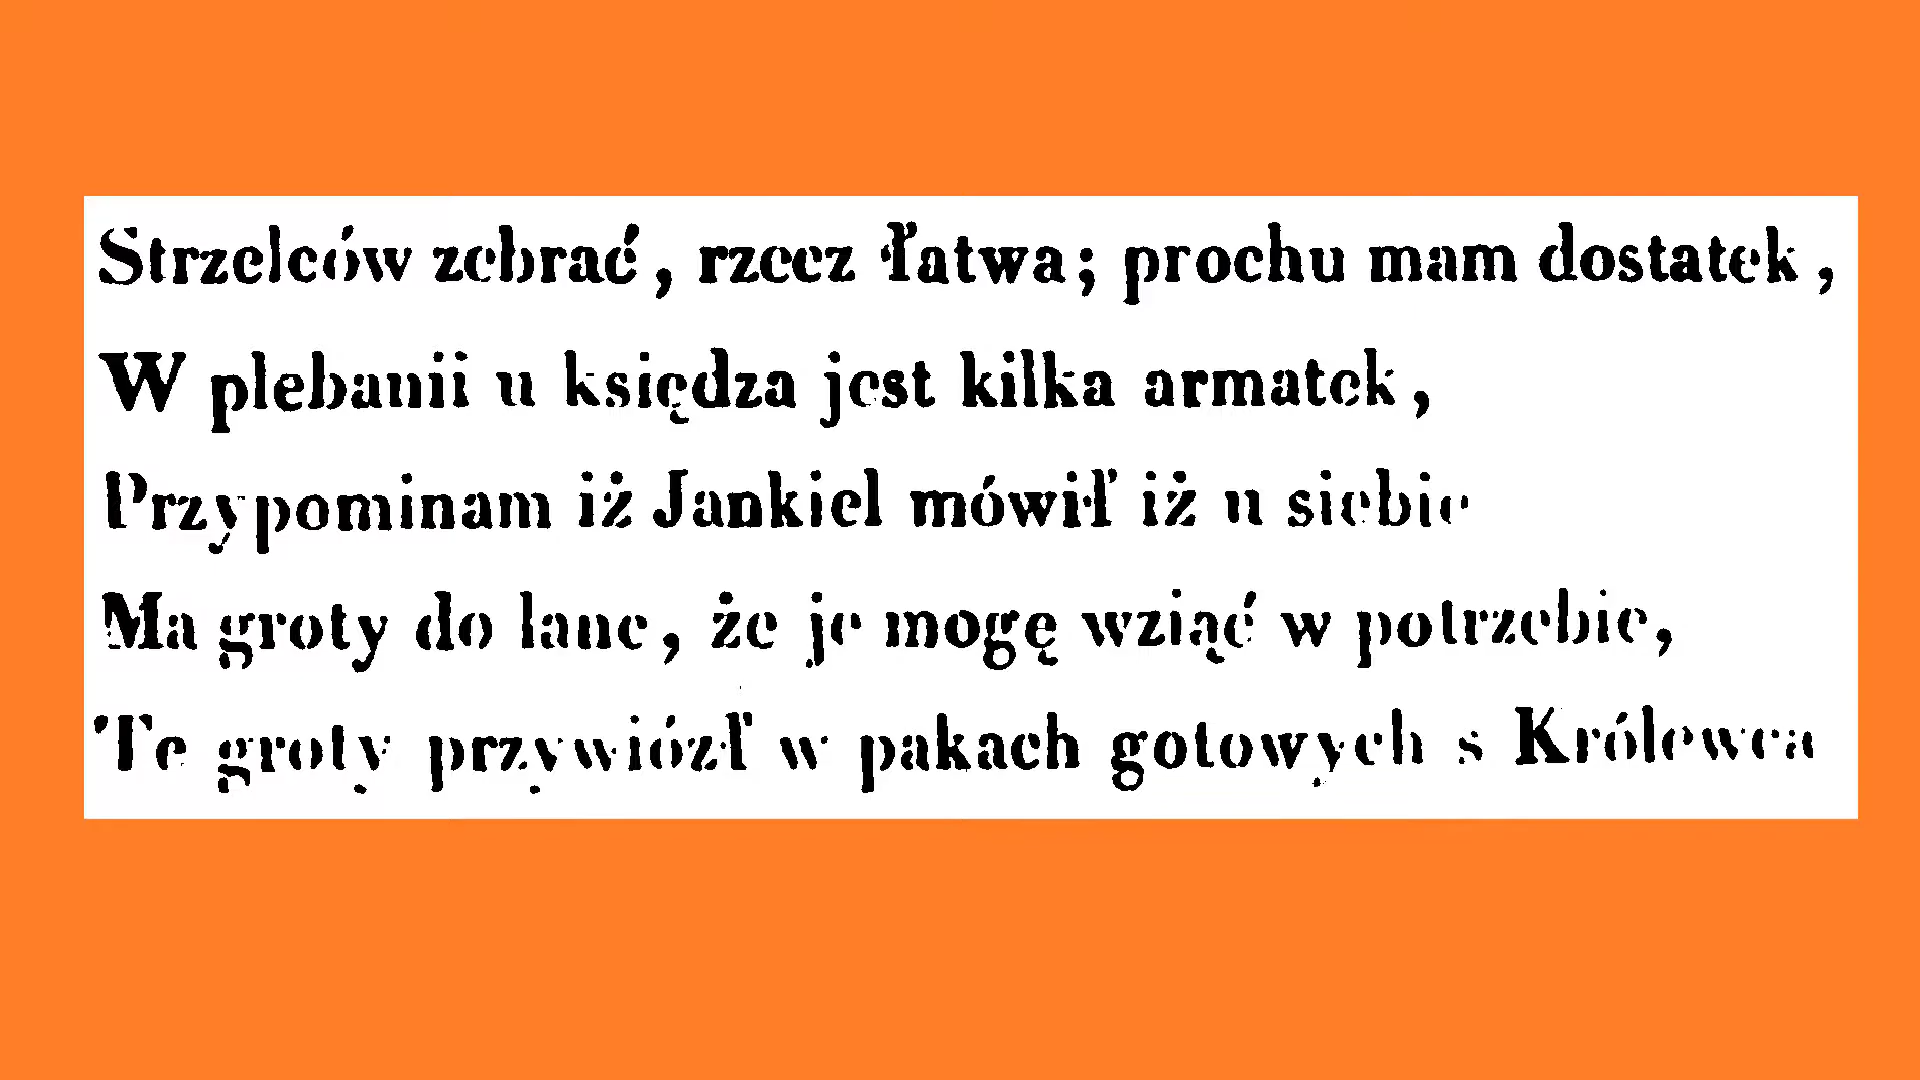 Strzelców zebrać, rzecz łatwa; prochu mam dostatek,
W plebanii u księdza jest kilka armatek,
Przypominam iż Jankiel mówił iż u siebie
Ma groty do lanc, że je mogę wziąć w potrzebie,
Te groty przywiózł w pakach gotowych s Królewca